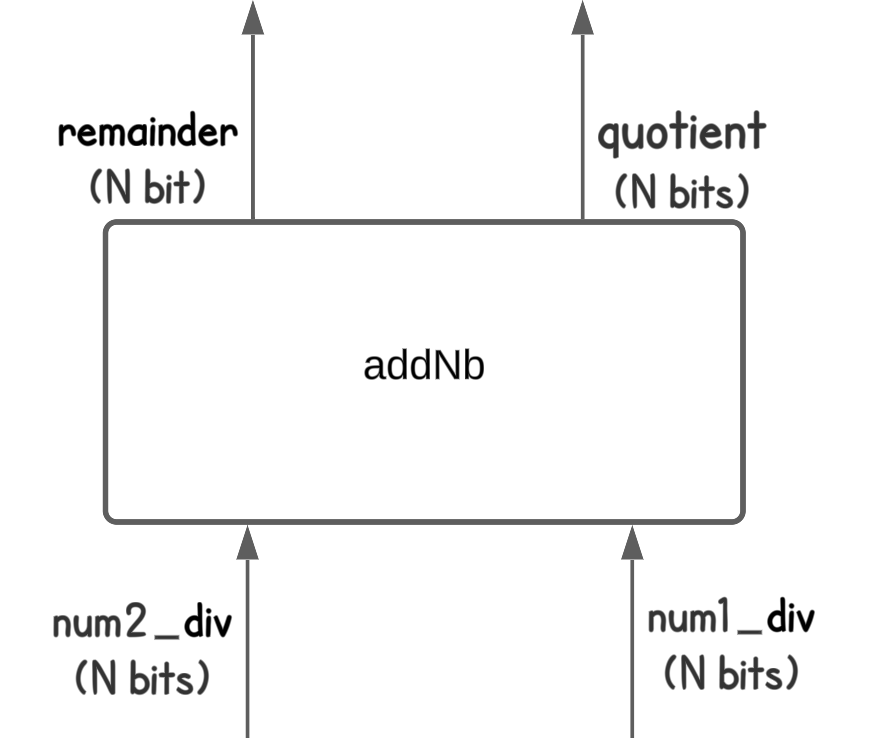 remainder
(N bit)
quotient
(N bits)
addNb
num2_div
(N bits)
num1_div
(N bits)